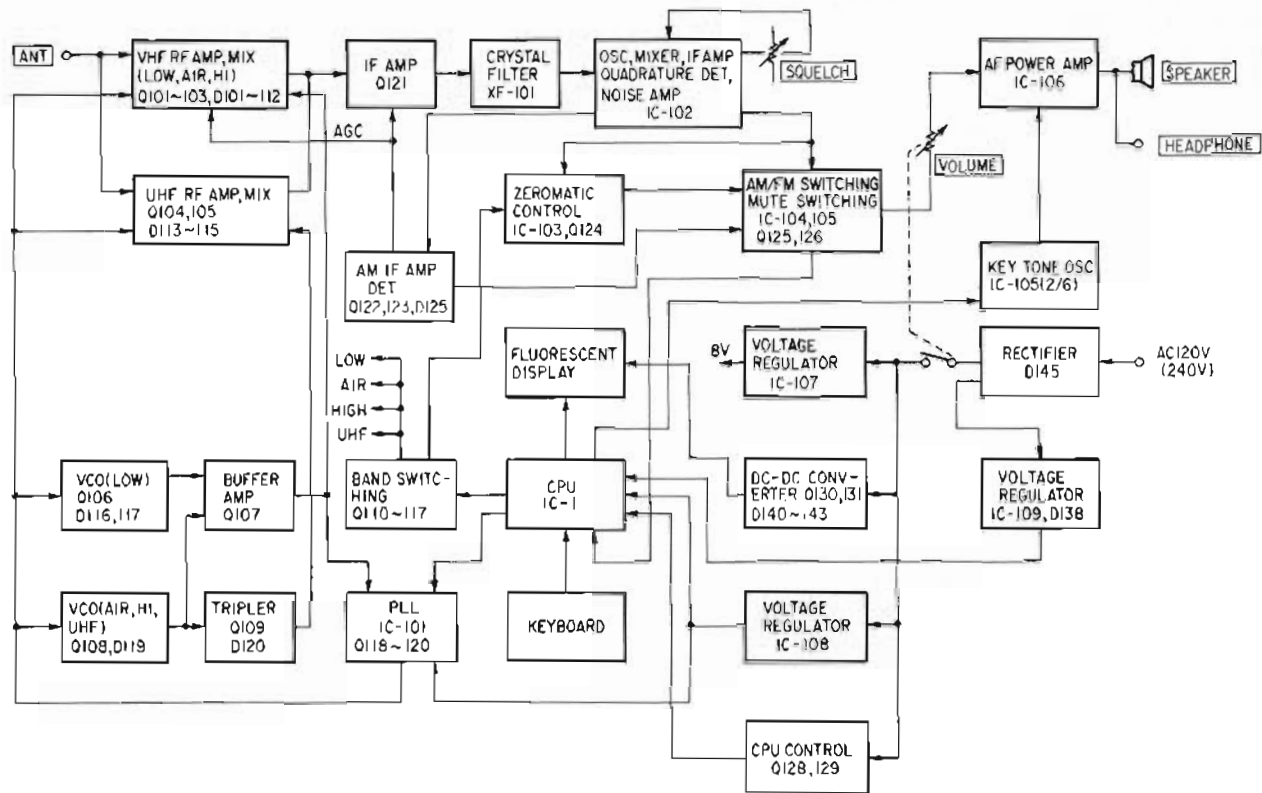 ANT
VHF RF AMP, MIX
(LOW, AIR, HI)
Q101~103, D101~112
IF AMP
Q121
CRYSTAL
FILTER
XF-101
OSC, MIXER, IF AMP
QUADRATURE DET,
NOISE AMP
IC-102
SQUELCH
AF POWER AMP
IC-106
SPEAKER
HEADPHONE
AGC
VOLUME
UHF RF AMP, MIX
Q104, 105
D113~115
ZEROMATIC
CONTROL
IC-103, Q124
AM/FM SWITCHING
MUTE SWITCHING
IC-104, 105
Q125, 126
AM IF AMP
DET
Q122, 123, D125
KEY TONE OSC
IC-105(2/6)
LOW
AIR
HIGH
UHF
FLUORESCENT
DISPLAY
8V
VOLTAGE
REGULATOR
IC-107
RECTIFIER
D145
AC120V
(240V)
VCO(LOW)
Q106
D116, 117
BUFFER
AMP
Q107
BAND SWITC-
HING
Q110~117
CPU
IC-1
DC-DC CONV-
ERTER Q130, 131
D140~143
VOLTAGE
REGULATOR
IC-109, D138
VCO(AIR, HI,
UHF)
Q108, D119
TRIPLER
Q109
D120
PLL
IC-101
Q118~120
KEYBOARD
VOLTAGE
REGULATOR
IC-108
CPU CONTROL
Q128, 129